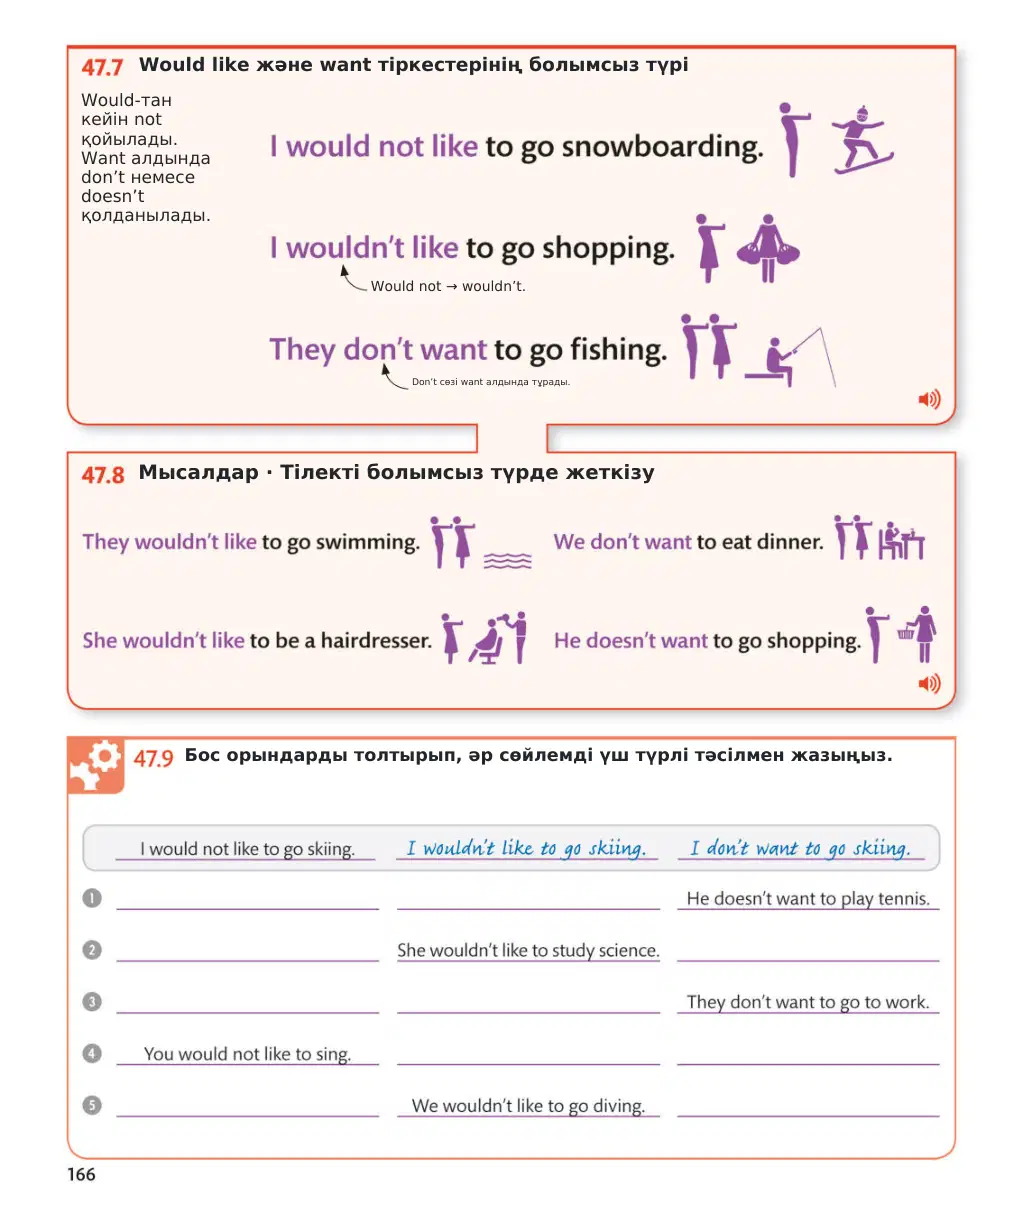 47.7 Would like және want тіркестерінің болымсыз түрі
Would-тан
кейін not
қойылады.
Want алдында
don’t немесе
doesn’t
қолданылады.
I would not like to go snowboarding.
I wouldn’t like to go shopping.
Would not → wouldn’t.
They don’t want to go fishing.
Don’t сөзі want алдында тұрады.
47.8 Мысалдар · Тілекті болымсыз түрде жеткізу
They wouldn’t like to go swimming.
We don’t want to eat dinner.
She wouldn’t like to be a hairdresser.
He doesn’t want to go shopping.
47.9 Бос орындарды толтырып, әр сөйлемді үш түрлі тәсілмен жазыңыз.
I would not like to go skiing. I wouldn’t like to go skiing. I don’t want to go skiing.
1 He doesn’t want to play tennis.
2 She wouldn’t like to study science.
3 They don’t want to go to work.
4 You would not like to sing.
5 We wouldn’t like to go diving.
166